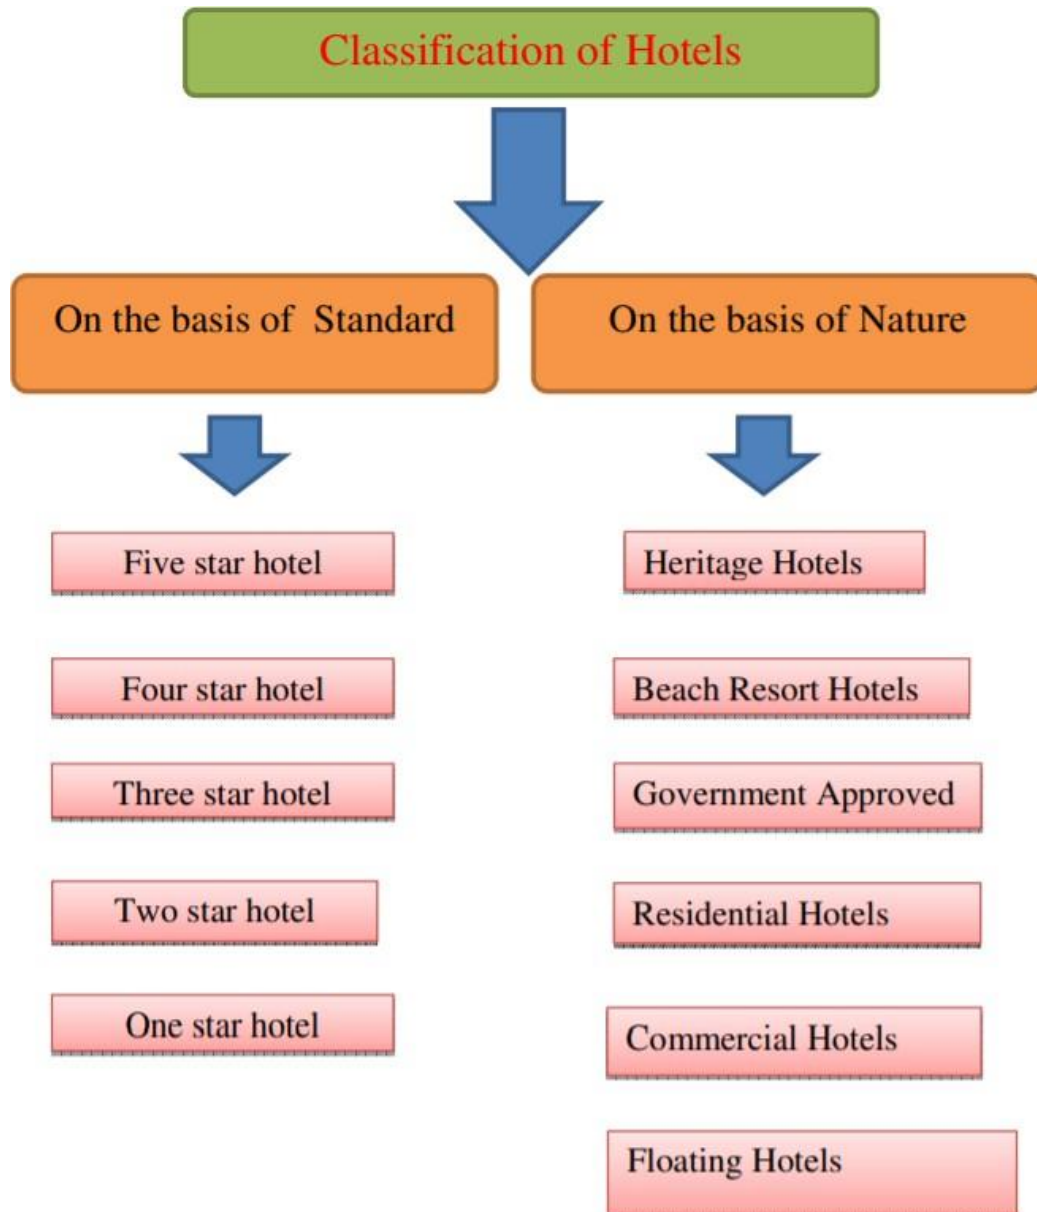 Classification of Hotels
On the basis of Standard
On the basis of Nature
Five star hotel
Four star hotel
Three star hotel
Two star hotel
One star hotel
Heritage Hotels
Beach Resort Hotels
Government Approved
Residential Hotels
Commercial Hotels
Floating Hotels